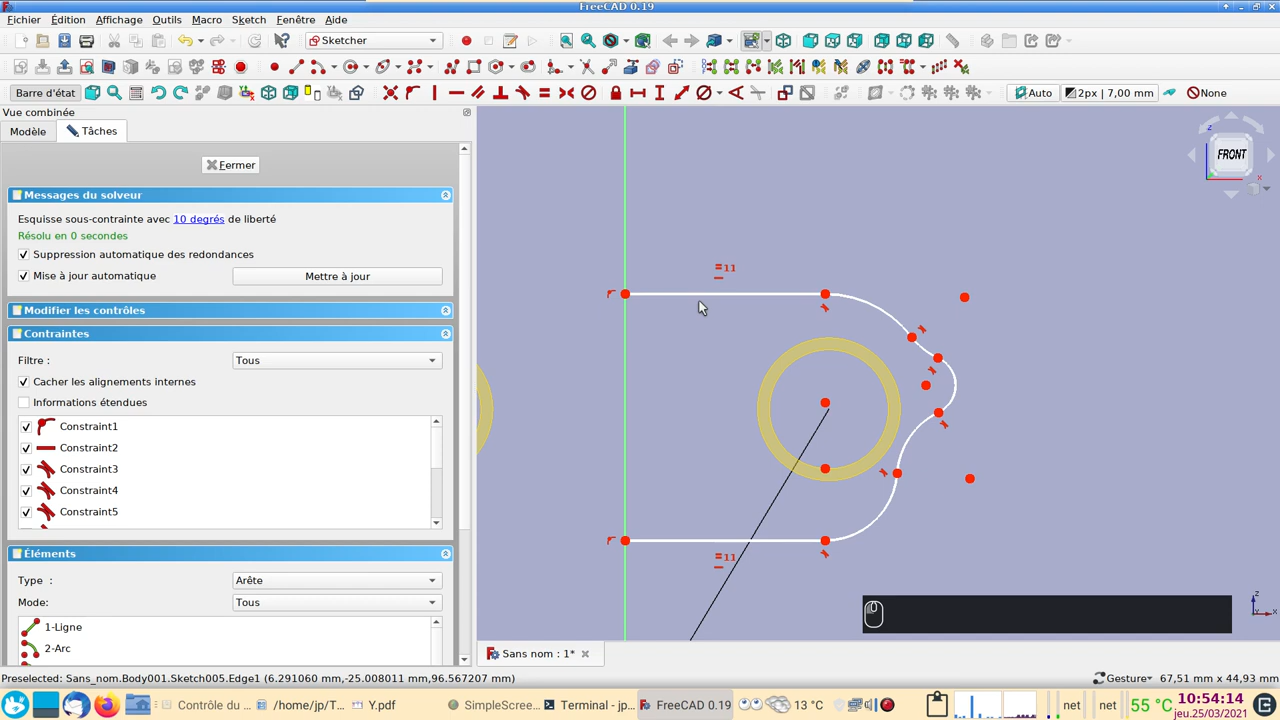 FreeCAD 0.19
Fichier Édition Affichage Outils Macro Sketch Fenêtre Aide
Sketcher
Barre d'état
Auto
2px | 7,00 mm
None
Vue combinée
Modèle
Tâches
Fermer
Messages du solveur
Esquisse sous-contrainte avec 10 degrés de liberté
Résolu en 0 secondes
Suppression automatique des redondances
Mise à jour automatique
Mettre à jour
Modifier les contrôles
Contraintes
Filtre :
Tous
Cacher les alignements internes
Informations étendues
Constraint1
Constraint2
Constraint3
Constraint4
Constraint5
Éléments
Type :
Arête
Mode:
Tous
1-Ligne
2-Arc
11
11
FRONT
z
x
z
x
Sans nom : 1*
Preselected: Sans_nom.Body001.Sketch005.Edge1 (6.291060 mm,-25.008011 mm,96.567207 mm)
Gesture
67,51 mm x 44,93 mm
Contrôle du ...
/home/jp/T...
Y.pdf
SimpleScree...
Terminal - jp...
FreeCAD 0.19
13 °C
net
net
55 °C
10:54:14
jeu.25/03/2021